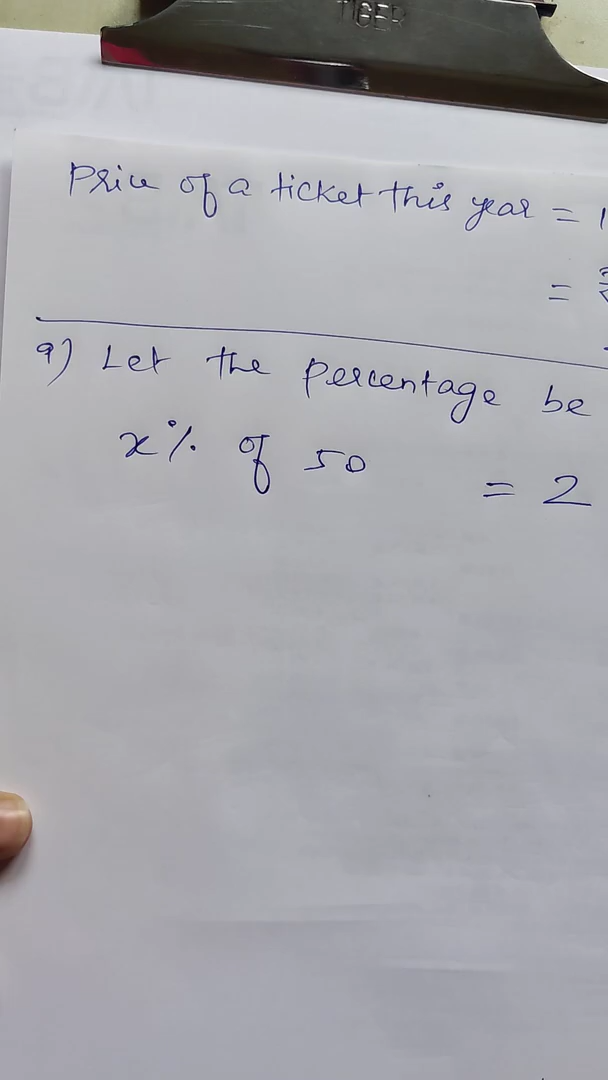 TIGER
Price of a ticket this year = 1
=
9) Let the percentage be
x% of 50 = 2